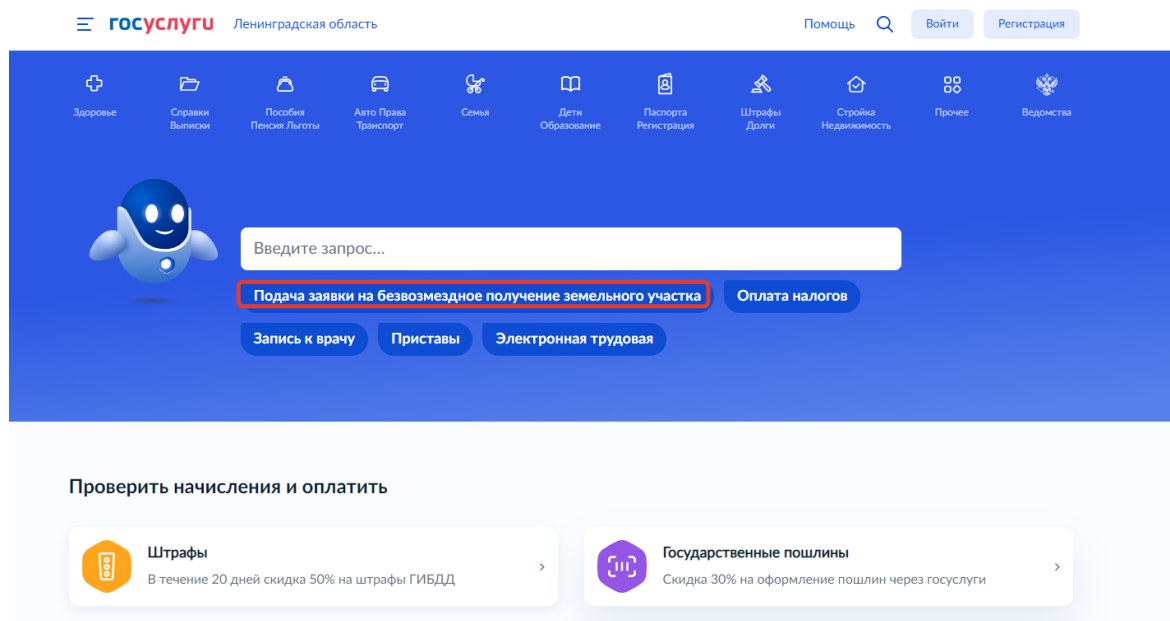 госуслуги Ленинградская область Помощь Войти Регистрация
Здоровье
Справки
Выписки
Пособия
Пенсия Льготы
Авто Права
Транспорт
Семья
Дети
Образование
Паспорта
Регистрация
Штрафы
Долги
Стройка
Недвижимость
Прочее
Ведомства
Введите запрос...
Подача заявки на безвозмездное получение земельного участка Оплата налогов
Запись к врачу Приставы Электронная трудовая
Проверить начисления и оплатить
Штрафы
В течение 20 дней скидка 50% на штрафы ГИБДД
Государственные пошлины
Скидка 30% на оформление пошлин через госуслуги